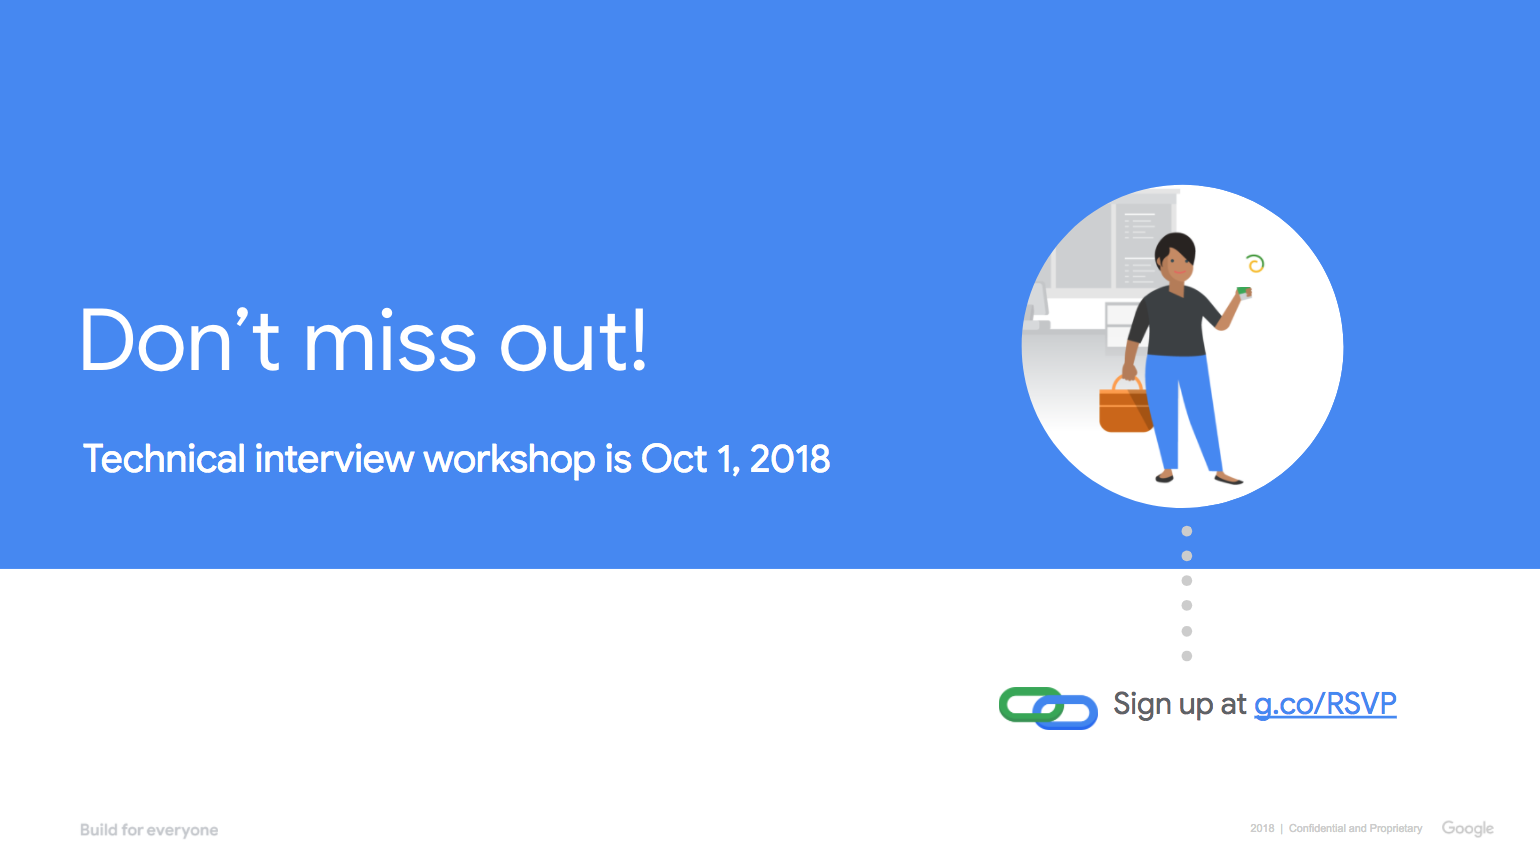 Don’t miss out!
Technical interview workshop is Oct 1, 2018
Sign up at g.co/RSVP
Build for everyone
2018 | Confidential and Proprietary Google